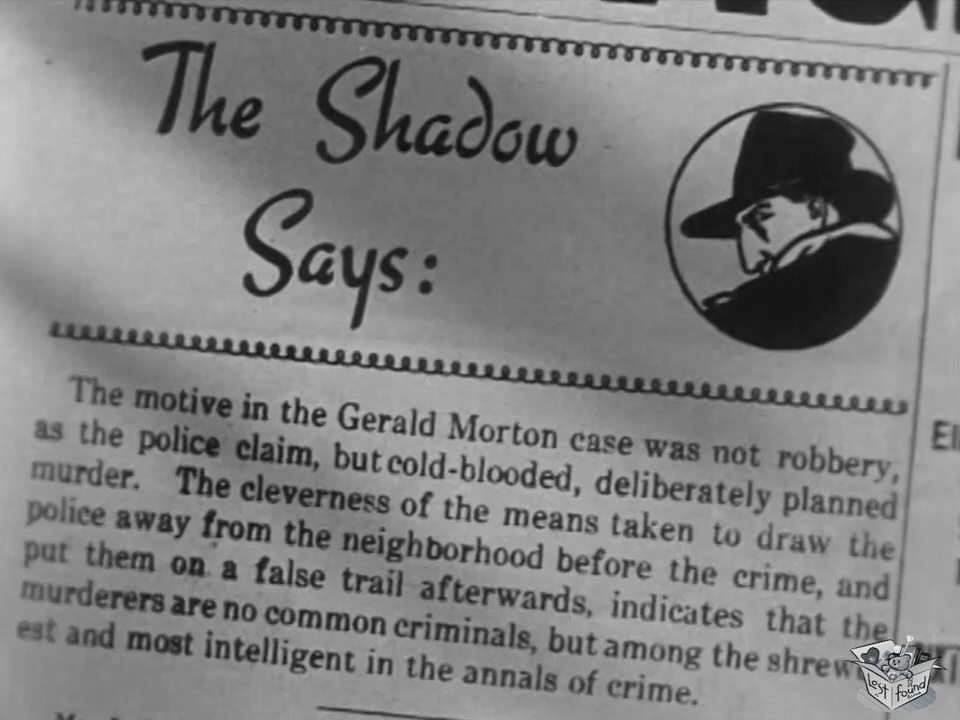 The Shadow
Says:
The motive in the Gerald Morton case was not robbery,
as the police claim, but cold-blooded, deliberately planned
murder. The cleverness of the means taken to draw the
police away from the neighborhood before the crime, and
put them on a false trail afterwards, indicates that the
murderers are no common criminals, but among the shrew
est and most intelligent in the annals of crime.
El
Lost found